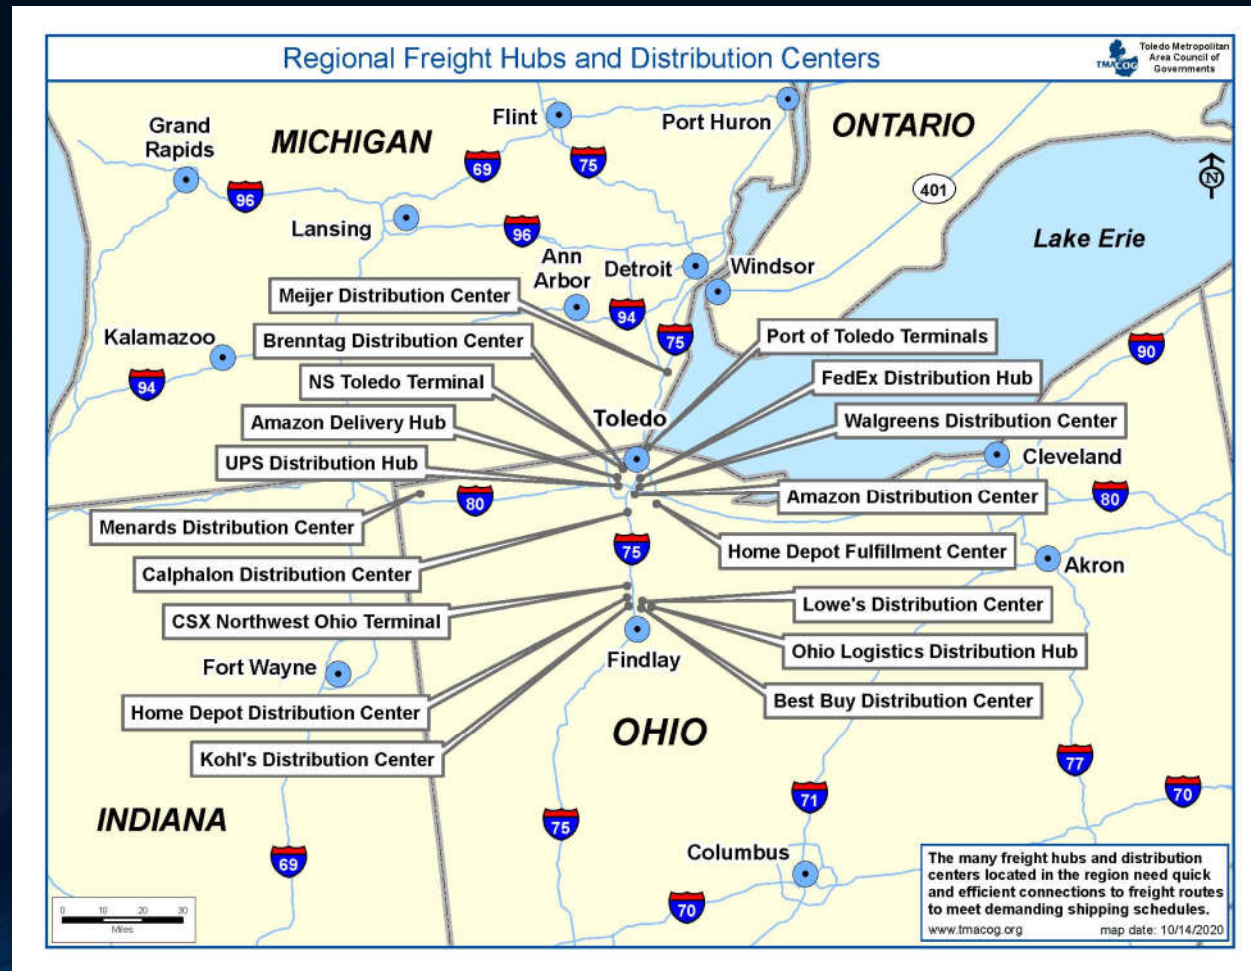 Regional Freight Hubs and Distribution Centers
TMACOG
Toledo Metropolitan
Area Council of
Governments
MICHIGAN
ONTARIO
Flint
Port Huron
Grand
Rapids
69
75
96
401
N
Lansing
96
Lake Erie
Ann
Arbor
Detroit
Windsor
Meijer Distribution Center
94
75
Port of Toledo Terminals
Brenntag Distribution Center
Kalamazoo
90
NS Toledo Terminal
FedEx Distribution Hub
94
Amazon Delivery Hub
Toledo
Walgreens Distribution Center
UPS Distribution Hub
Cleveland
80
Amazon Distribution Center
80
Menards Distribution Center
75
Home Depot Fulfillment Center
Akron
Calphalon Distribution Center
Lowe's Distribution Center
CSX Northwest Ohio Terminal
Ohio Logistics Distribution Hub
Findlay
Fort Wayne
Best Buy Distribution Center
Home Depot Distribution Center
OHIO
Kohl's Distribution Center
77
70
71
INDIANA
75
69
Columbus
70
The many freight hubs and distribution
centers located in the region need quick
and efficient connections to freight routes
to meet demanding shipping schedules.
www.tmacog.org map date: 10/14/2020
0 10 20 30
Miles